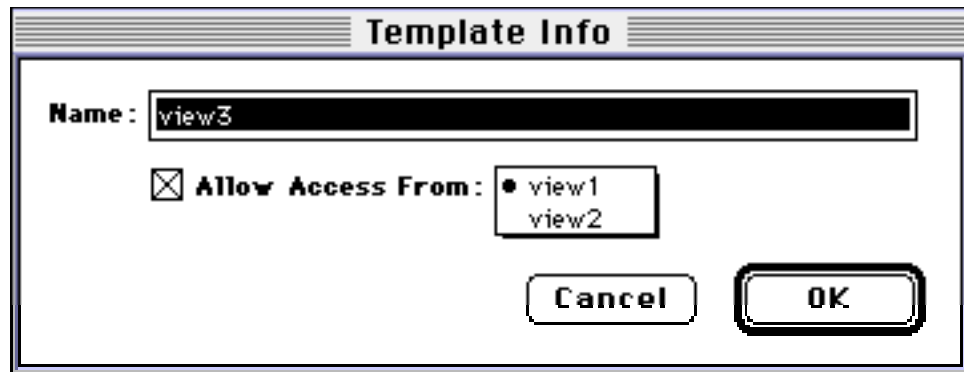 Template Info
Name: view3
Allow Access From: • view1
view2
Cancel OK